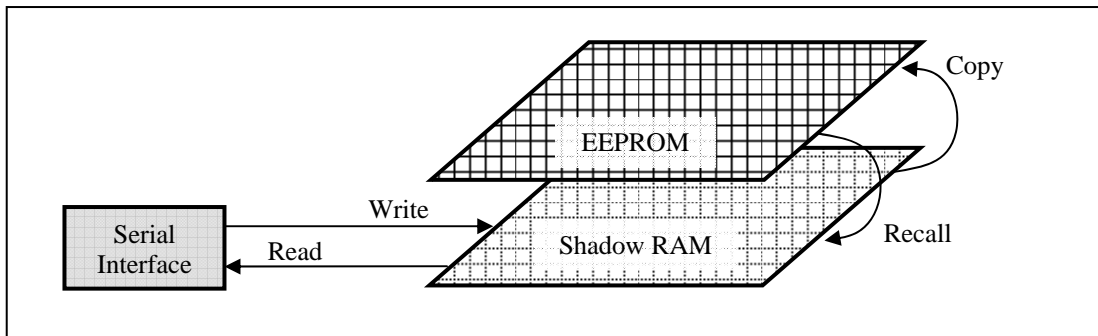 Copy
EEPROM
Write
Serial
Interface
Read
Shadow RAM
Recall